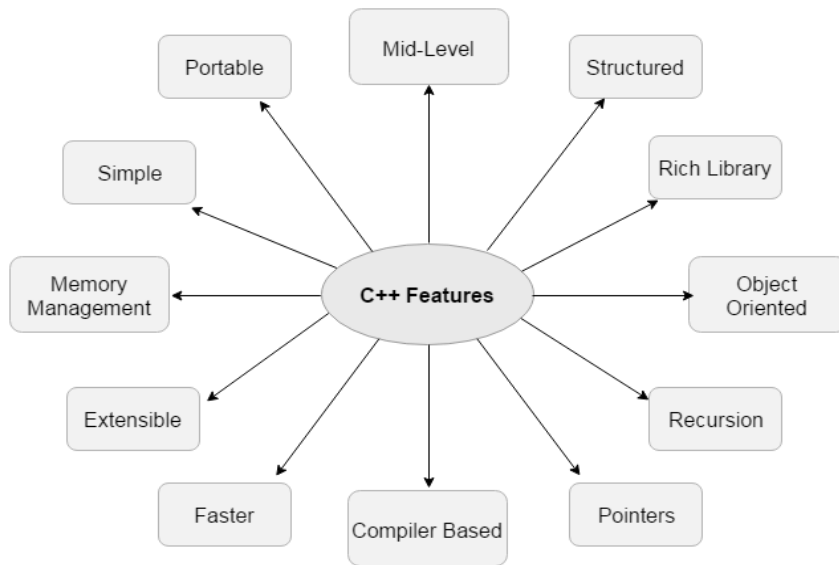 Mid-Level
Portable
Structured
Simple
Rich Library
Memory
Management
C++ Features
Object
Oriented
Extensible
Recursion
Faster
Compiler Based
Pointers